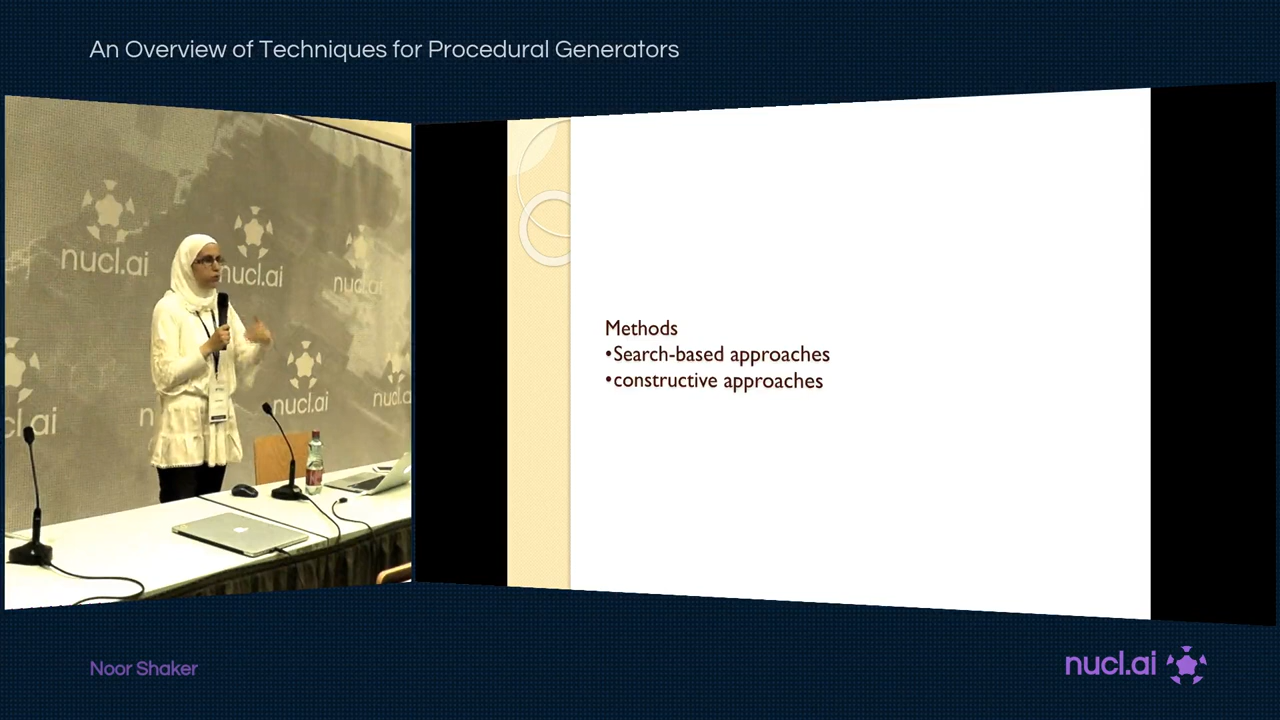 An Overview of Techniques for Procedural Generators
nucl.ai
nucl.ai
nucl.ai
cl.ai
n
nucl.ai
nucl.ai
Methods
•Search-based approaches
•constructive approaches
Noor Shaker
nucl.ai